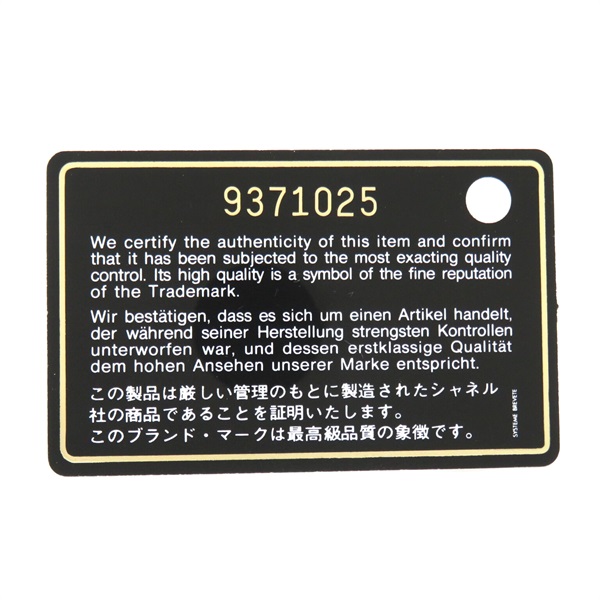 9371025
We certify the authenticity of this item and confirm
that it has been subjected to the most exacting quality
control. Its high quality is a symbol of the fine reputation
of the Trademark.
Wir bestätigen, dass es sich um einen Artikel handelt,
der während seiner Herstellung strengsten Kontrollen
unterworfen war, und dessen erstklassige Qualität
dem hohen Ansehen unserer Marke entspricht.
この製品は厳しい管理のもとに製造されたシャネル
社の商品であることを証明いたします。
このブランド・マークは最高級品質の象徴です。
SYSTEME BREVETE